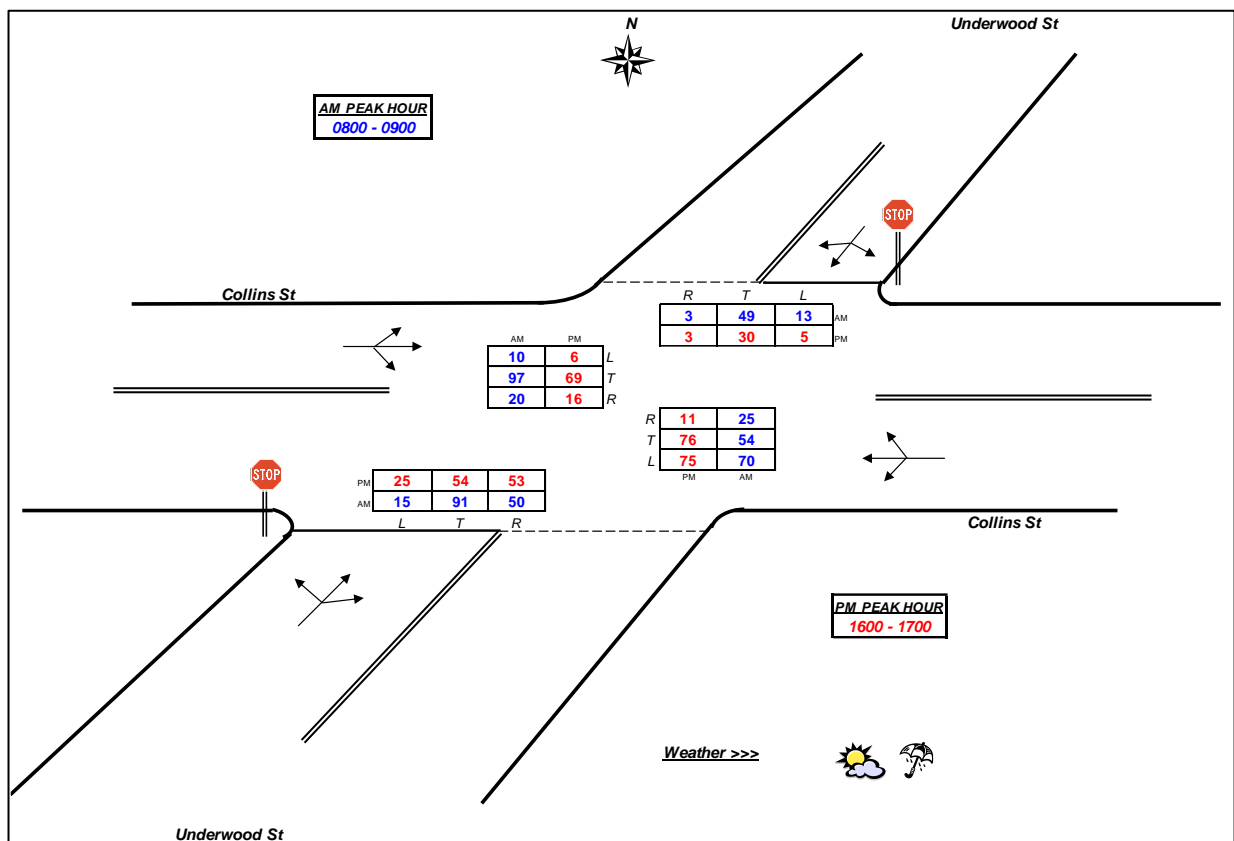 N
Underwood St
AM PEAK HOUR
0800 - 0900
STOP
Collins St
R T L
3 49 13 AM
3 30 5 PM
AM PM
10 6 L
97 69 T
20 16 R
R 11 25
T 76 54
L 75 70
PM AM
STOP
PM 25 54 53
AM 15 91 50
L T R
Collins St
PM PEAK HOUR
1600 - 1700
Weather >>>
Underwood St